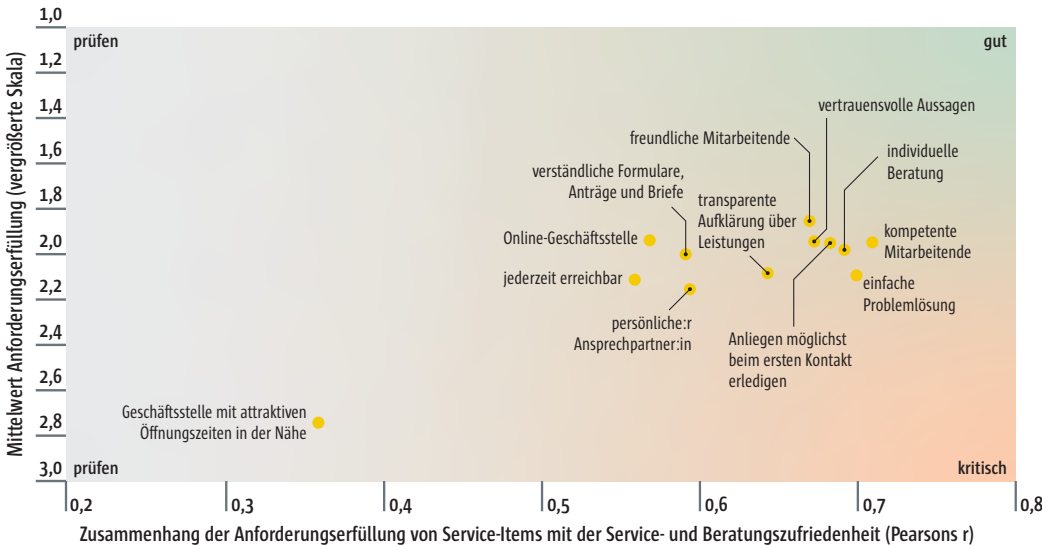 Mittelwert Anforderungserfüllung (vergrößerte Skala)
1,0
1,2
1,4
1,6
1,8
2,0
2,2
2,4
2,6
2,8
3,0
prüfen
gut
vertrauensvolle Aussagen
freundliche Mitarbeitende
individuelle
Beratung
verständliche Formulare,
Anträge und Briefe
transparente
Aufklärung über
Leistungen
Online-Geschäftsstelle
kompetente
Mitarbeitende
jederzeit erreichbar
einfache
Problemlösung
persönliche:r
Ansprechpartner:in
Anliegen möglichst
beim ersten Kontakt
erledigen
Geschäftsstelle mit attraktiven
Öffnungszeiten in der Nähe
prüfen
kritisch
0,2
0,3
0,4
0,5
0,6
0,7
0,8
Zusammenhang der Anforderungserfüllung von Service-Items mit der Service- und Beratungszufriedenheit (Pearsons r)